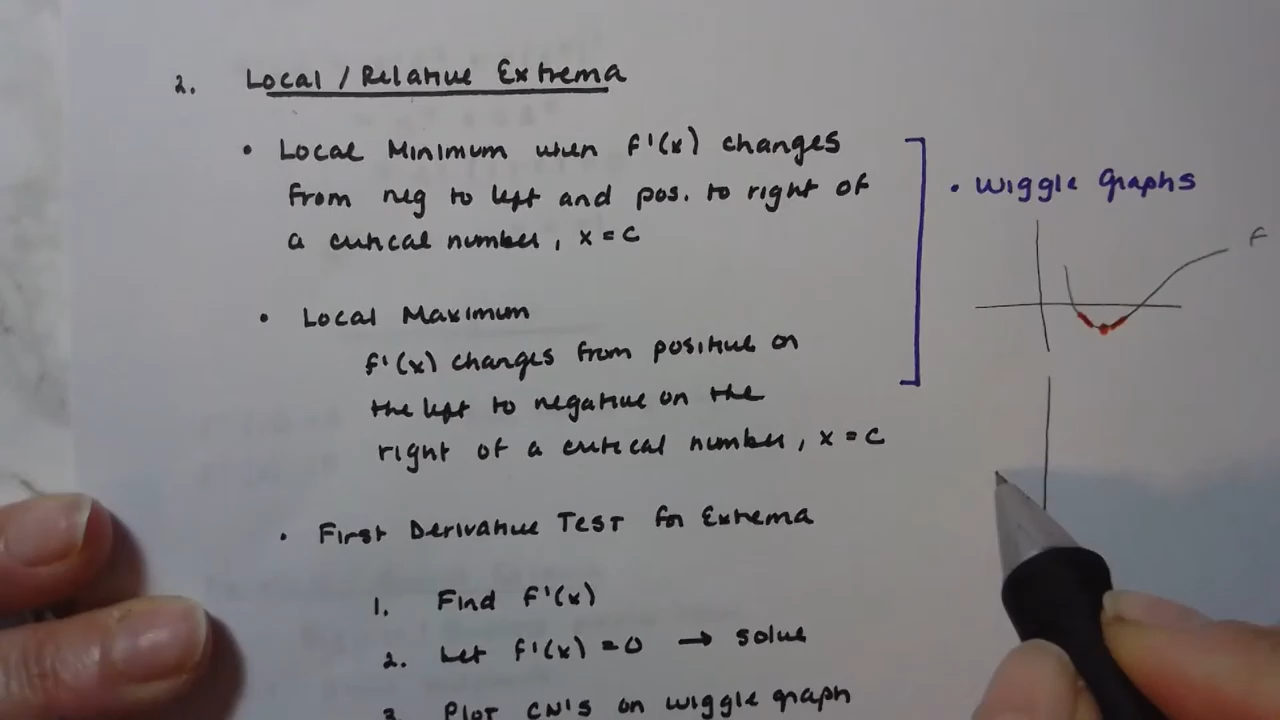 2. Local / Relative Extrema
• Local Minimum when f'(x) changes
from neg to left and pos. to right of
a critical number, x = c
• Wiggle Graphs
f
• Local Maximum
f'(x) changes from positive on
the left to negative on the
right of a critical number, x = c
• First Derivative TEST for Extrema
1. Find f'(x)
2. Let f'(x) = 0 → solve
3. Plot CN'S on wiggle graph